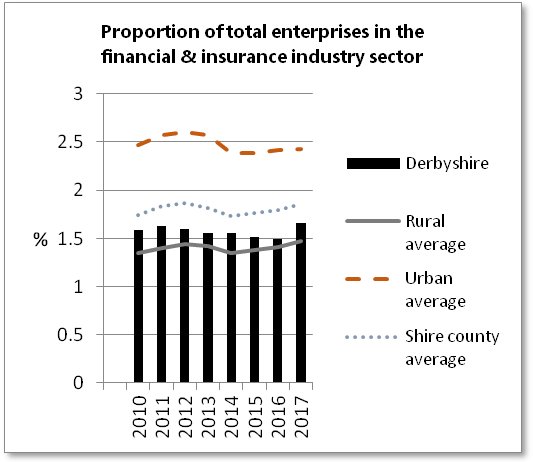 Proportion of total enterprises in the
financial & insurance industry sector
3
2.5
2
1.5
1
0.5
0
%
2010
2011
2012
2013
2014
2015
2016
2017
Derbyshire
Rural
average
Urban
average
Shire county
average